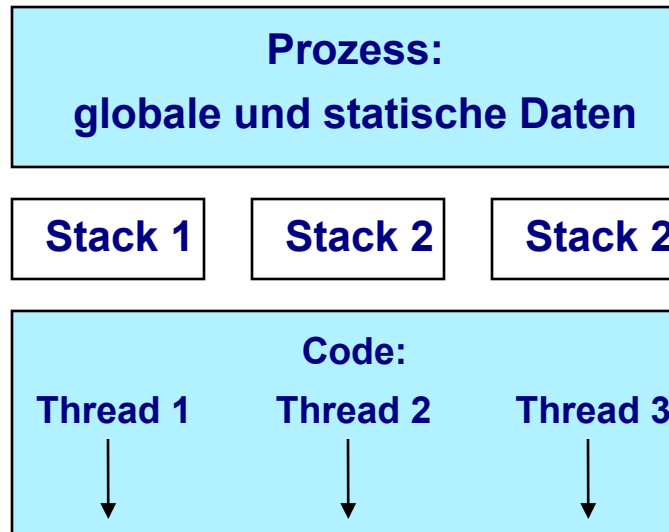 Prozess:
globale und statische Daten
Stack 1 Stack 2 Stack 2
Code:
Thread 1 Thread 2 Thread 3